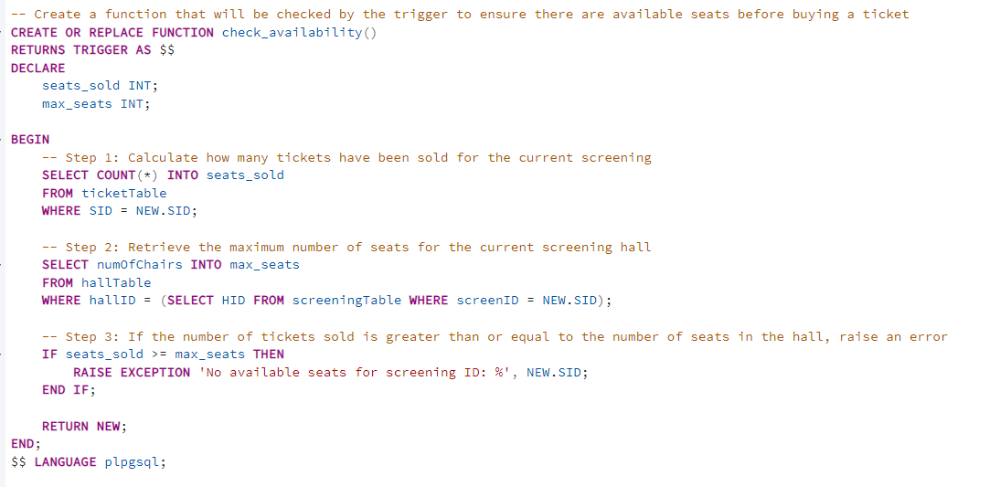 -- Create a function that will be checked by the trigger to ensure there are available seats before buying a ticket
CREATE OR REPLACE FUNCTION check_availability()
RETURNS TRIGGER AS $$
DECLARE
    seats_sold INT;
    max_seats INT;

BEGIN
    -- Step 1: Calculate how many tickets have been sold for the current screening
    SELECT COUNT(*) INTO seats_sold
    FROM ticketTable
    WHERE SID = NEW.SID;

    -- Step 2: Retrieve the maximum number of seats for the current screening hall
    SELECT numOfChairs INTO max_seats
    FROM hallTable
    WHERE hallID = (SELECT HID FROM screeningTable WHERE screenID = NEW.SID);

    -- Step 3: If the number of tickets sold is greater than or equal to the number of seats in the hall, raise an error
    IF seats_sold >= max_seats THEN
        RAISE EXCEPTION 'No available seats for screening ID: %', NEW.SID;
    END IF;

    RETURN NEW;
END;
$$ LANGUAGE plpgsql;